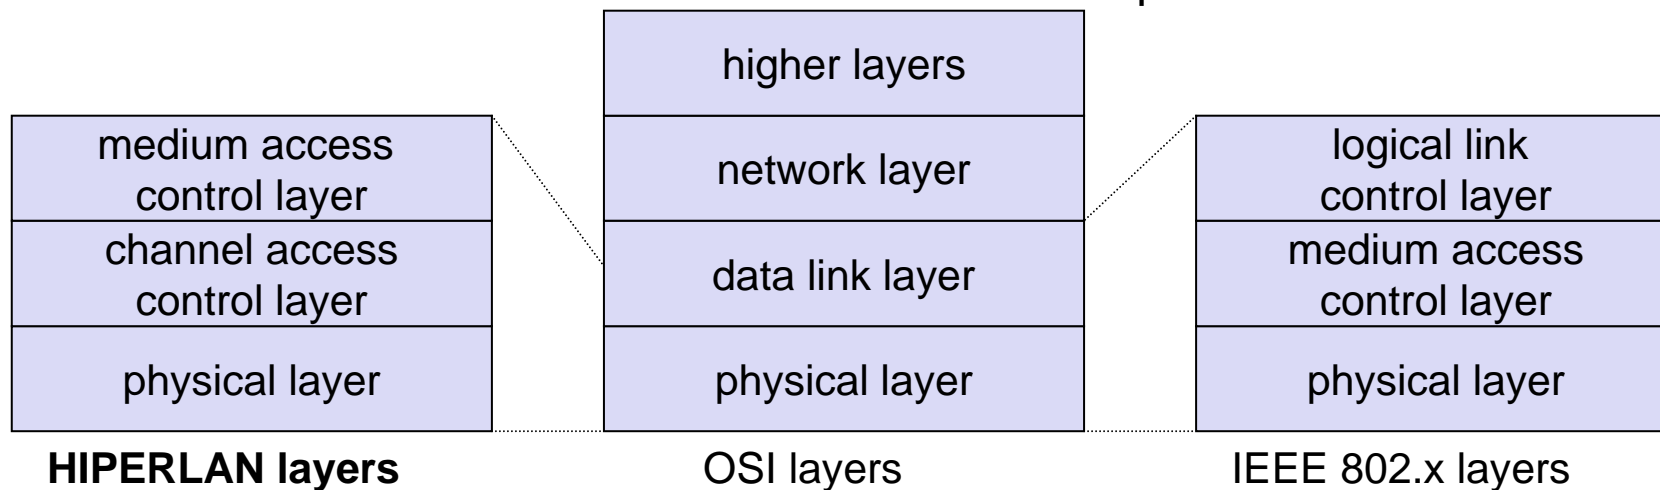 higher layers
medium access
control layer
network layer
logical link
control layer
channel access
control layer
data link layer
medium access
control layer
physical layer
physical layer
physical layer
HIPERLAN layers
OSI layers
IEEE 802.x layers